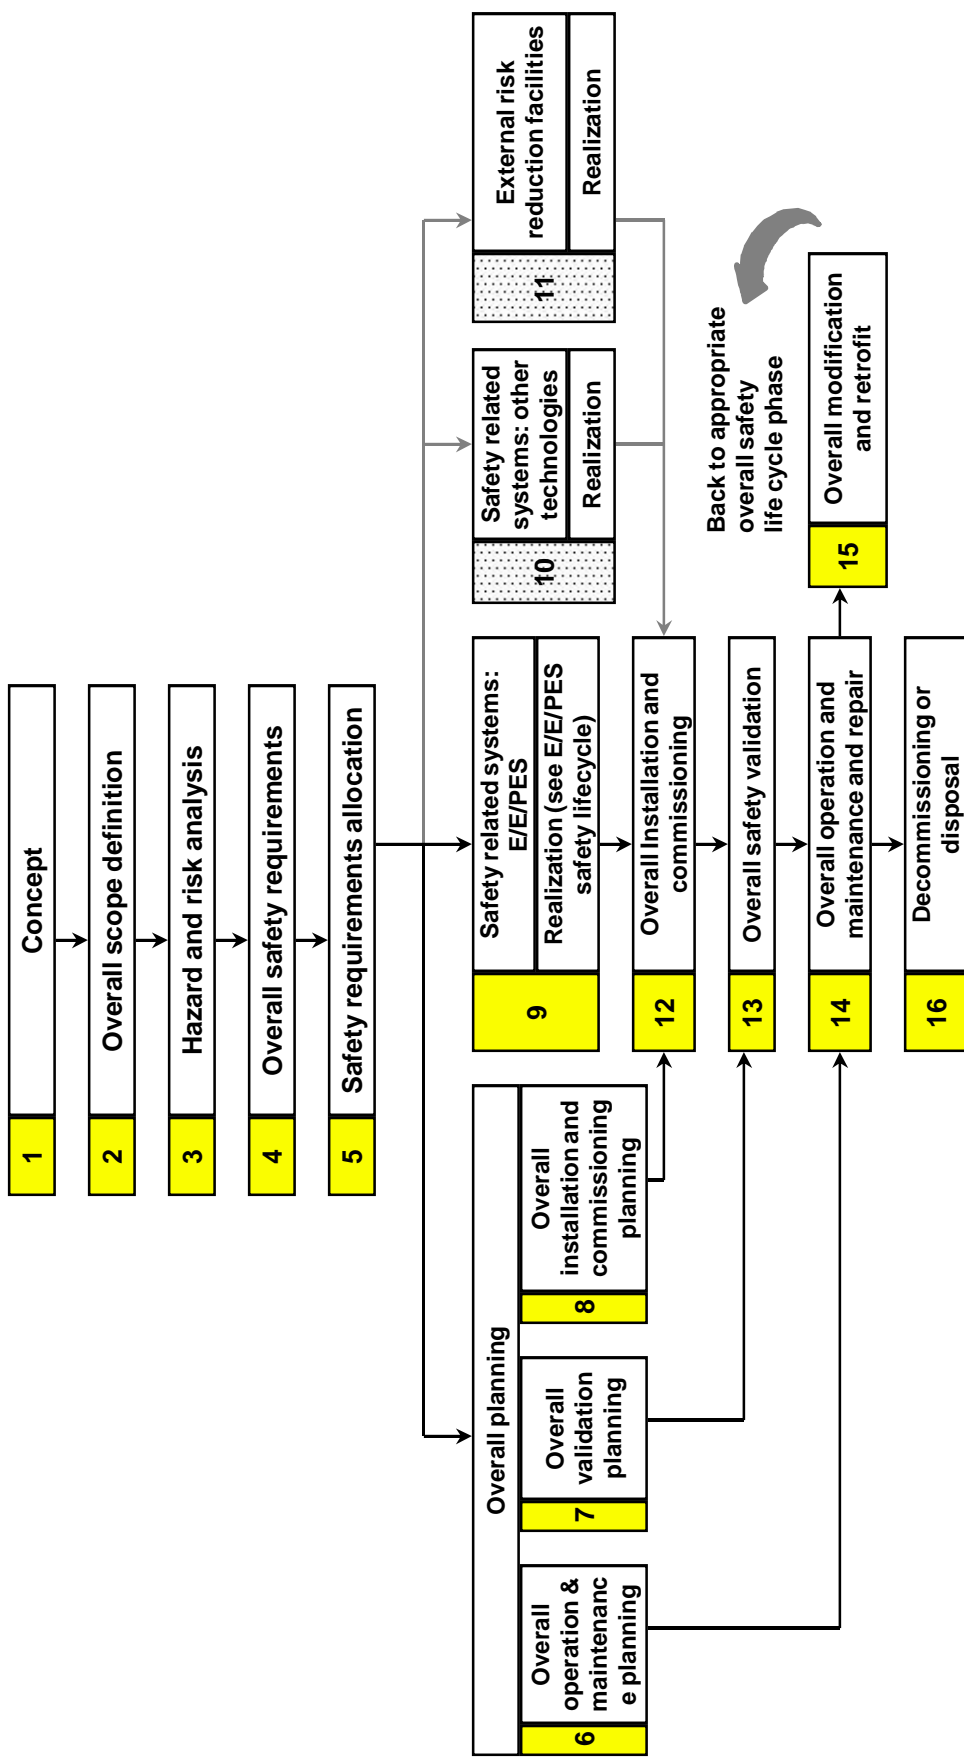 1
Concept
2
Overall scope definition
3
Hazard and risk analysis
4
Overall safety requirements
5
Safety requirements allocation
Overall planning
6
Overall
operation &
maintenanc
e planning
7
Overall
validation
planning
8
Overall
installation and
commissioning
planning
9
Safety related systems:
E/E/PES
Realization (see E/E/PES
safety lifecycle)
10
Safety related
systems: other
technologies
Realization
11
External risk
reduction facilities
Realization
12
Overall Installation and
commissioning
13
Overall safety validation
14
Overall operation and
maintenance and repair
15
Overall modification
and retrofit
Back to appropriate
overall safety
life cycle phase
16
Decommissioning or
disposal